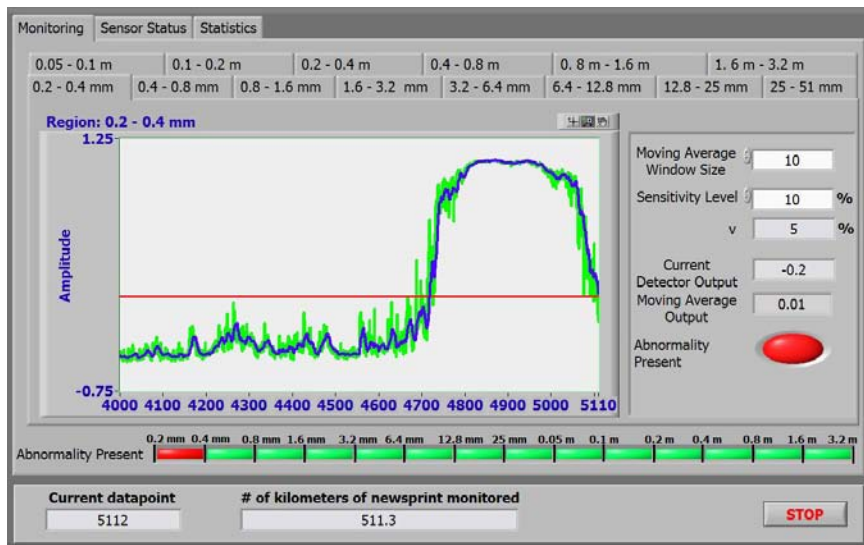 Monitoring Sensor Status Statistics
0.05 - 0.1 m 0.1 - 0.2 m 0.2 - 0.4 m 0.4 - 0.8 m 0. 8 m - 1.6 m 1. 6 m - 3.2 m
0.2 - 0.4 mm 0.4 - 0.8 mm 0.8 - 1.6 mm 1.6 - 3.2 mm 3.2 - 6.4 mm 6.4 - 12.8 mm 12.8 - 25 mm 25 - 51 mm
Region: 0.2 - 0.4 mm
1.25
Amplitude
-0.75
4000 4100 4200 4300 4400 4500 4600 4700 4800 4900 5000 5110
Moving Average
Window Size
10
Sensitivity Level
10
%
v
5
%
Current
Detector Output
-0.2
Moving Average
Output
0.01
Abnormality
Present
0.2 mm 0.4 mm 0.8 mm 1.6 mm 3.2 mm 6.4 mm 12.8 mm 25 mm 0.05 m 0.1 m 0.2 m 0.4 m 0.8 m 1.6 m 3.2 m
Abnormality Present
Current datapoint
5112
# of kilometers of newsprint monitored
511.3
STOP